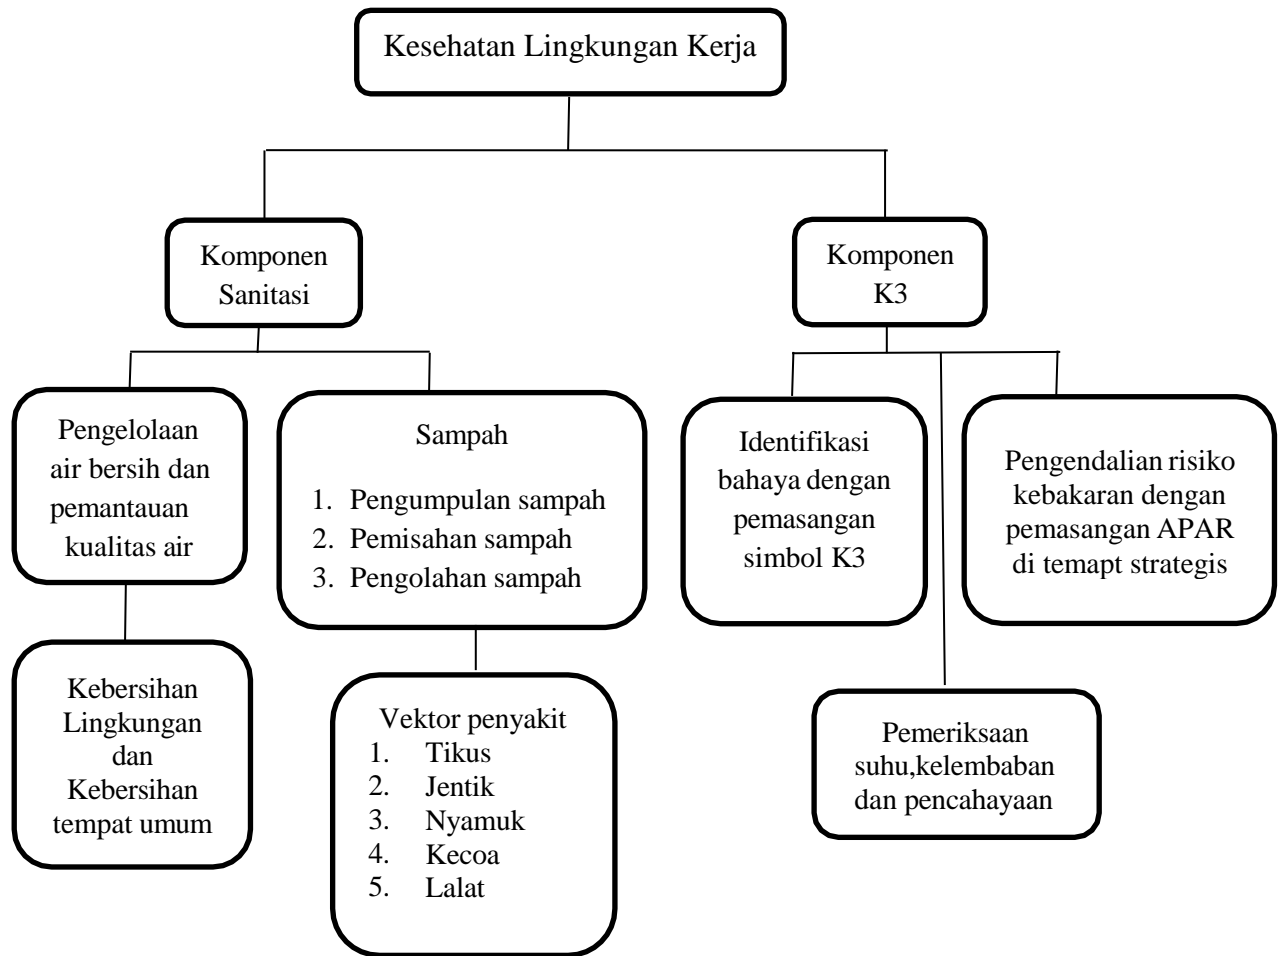 Kesehatan Lingkungan Kerja
Komponen
Sanitasi
Komponen
K3
Pengelolaan
air bersih dan
pemantauan
kualitas air
Sampah
1. Pengumpulan sampah
2. Pemisahan sampah
3. Pengolahan sampah
Identifikasi
bahaya dengan
pemasangan
simbol K3
Pengendalian risiko
kebakaran dengan
pemasangan APAR
di temapt strategis
Kebersihan
Lingkungan
dan
Kebersihan
tempat umum
Vektor penyakit
1. Tikus
2. Jentik
3. Nyamuk
4. Kecoa
5. Lalat
Pemeriksaan
suhu,kelembaban
dan pencahayaan